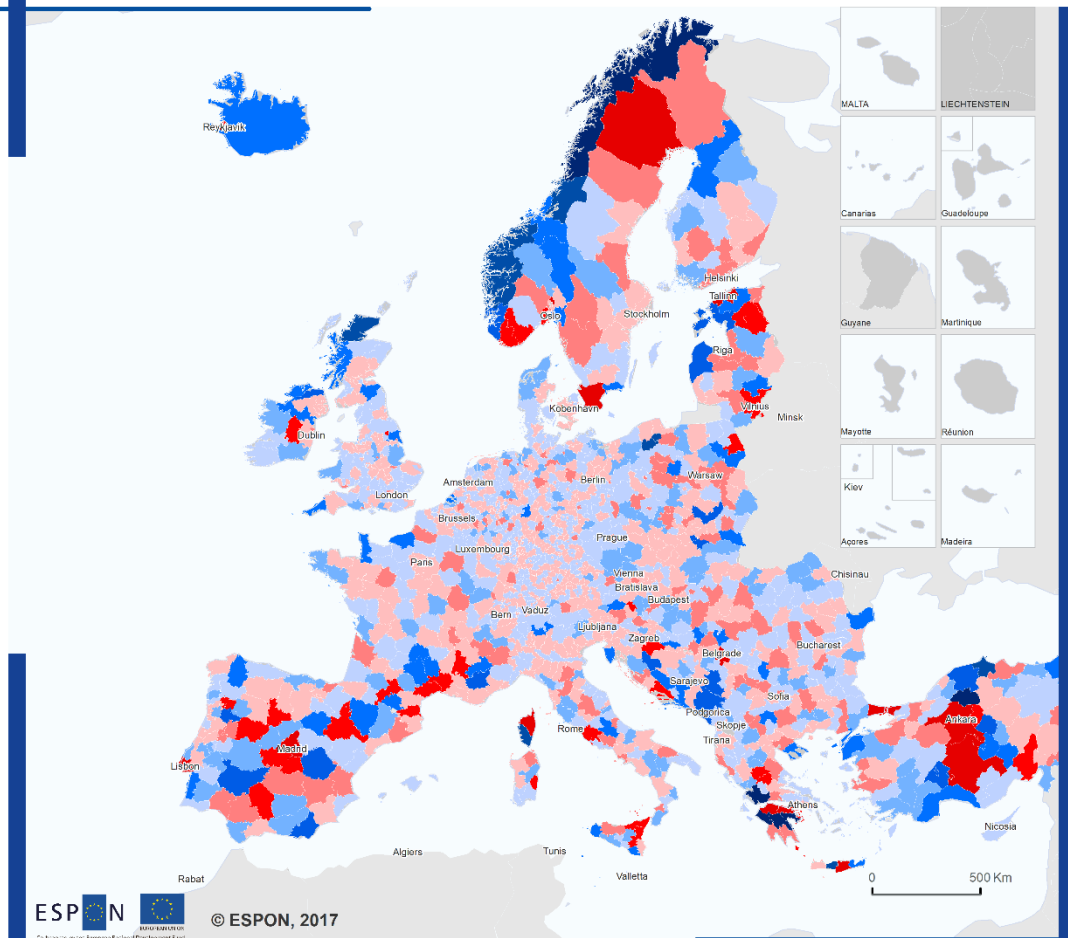 MALTA
LIECHTENSTEIN
Reykjavik
Canarias
Guadeloupe
Helsinki
Tallinn
Oslo
Stockholm
Guyane
Martinique
Riga
Kobenhavn
Vilnius
Minsk
Mayotte
Réunion
Dublin
Amsterdam
Berlin
Warsaw
London
Kiev
Brussels
Prague
Açores
Madeira
Luxembourg
Paris
Vienna
Chisinau
Bratislava
Budapest
Bern
Vaduz
Ljubljana
Zagreb
Bucharest
Belgrade
Sarajevo
Sofia
Podgorica
Rome
Skopje
Ankara
Tirana
Madrid
Lisbon
Athens
Nicosia
Algiers
Tunis
Valletta
Rabat
0
500 Km
ESPON
EUROPEAN UNION
© ESPON, 2017